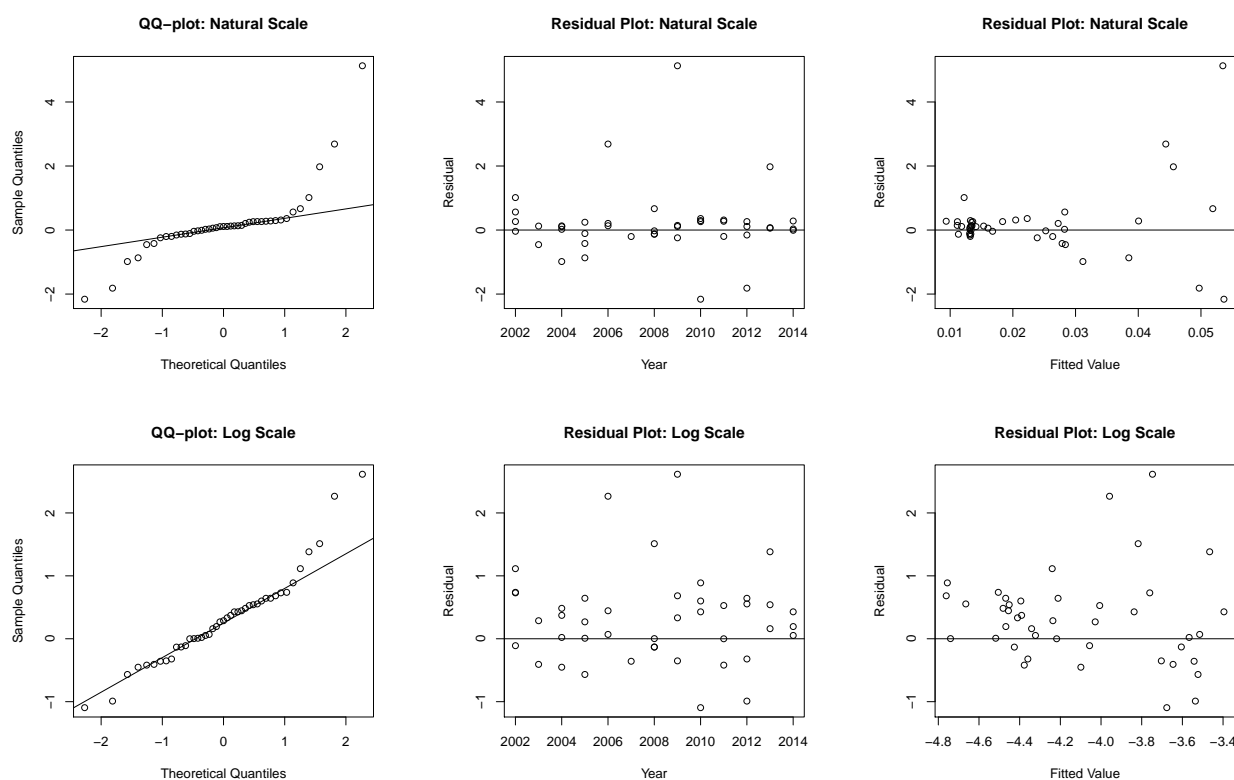 QQ−plot: Natural Scale
Sample Quantiles
4
2
0
−2
−2 −1 0 1 2
Theoretical Quantiles
Residual Plot: Natural Scale
Residual
4
2
0
−2
2002 2004 2006 2008 2010 2012 2014
Year
Residual Plot: Natural Scale
Residual
4
2
0
−2
0.01 0.02 0.03 0.04 0.05
Fitted Value
QQ−plot: Log Scale
Sample Quantiles
2
1
0
−1
−2 −1 0 1 2
Theoretical Quantiles
Residual Plot: Log Scale
Residual
2
1
0
−1
2002 2004 2006 2008 2010 2012 2014
Year
Residual Plot: Log Scale
Residual
2
1
0
−1
−4.8 −4.6 −4.4 −4.2 −4.0 −3.8 −3.6 −3.4
Fitted Value